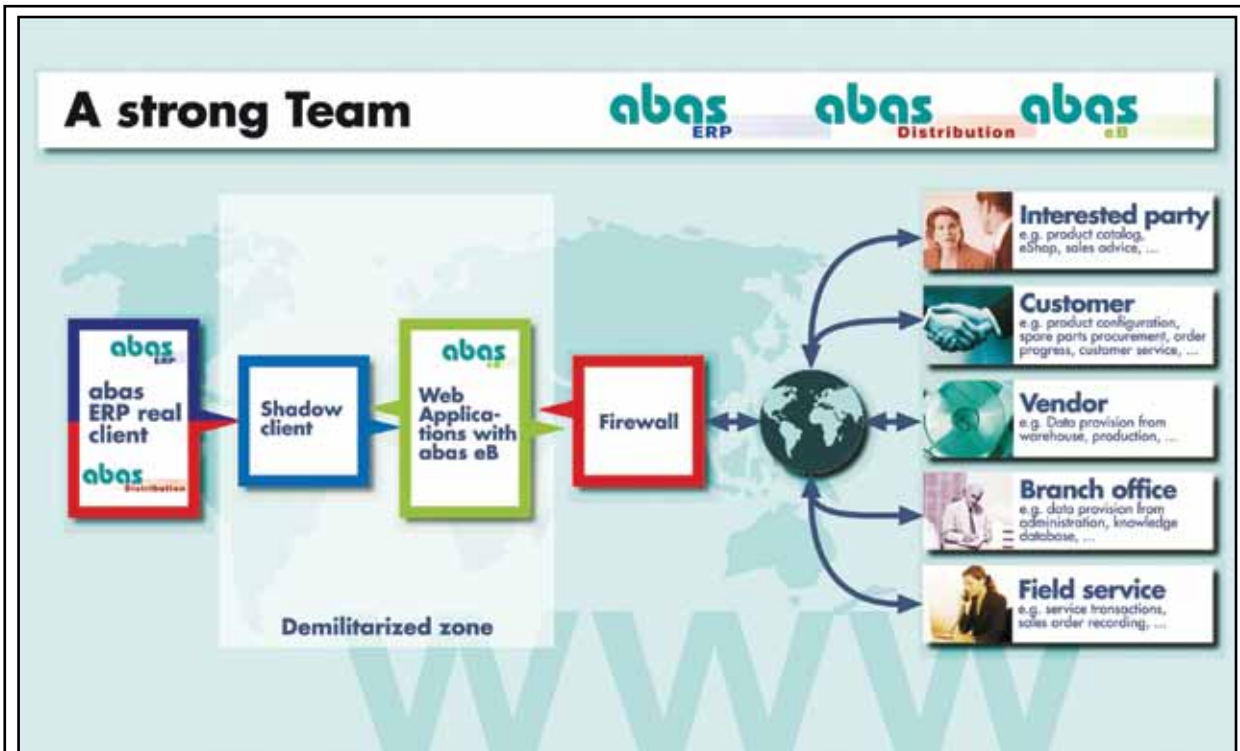 A strong Team
abas
ERP
abas
Distribution
abas
eB
abas
ERP
abas
ERP real
client
abas
Distribution
Shadow
client
abas
eB
Web
Applica-
tions with
abas eB
Firewall
Demilitarized zone
Interested party
e.g. product catalog,
eShop, sales advice, ...
Customer
e.g. product configuration,
spare parts procurement, order
progress, customer service, ...
Vendor
e.g. Data provision from
warehouse, production, ...
Branch office
e.g. data provision from
administration, knowledge
database, ...
Field service
e.g. service transactions,
sales order recording, ...
WWW